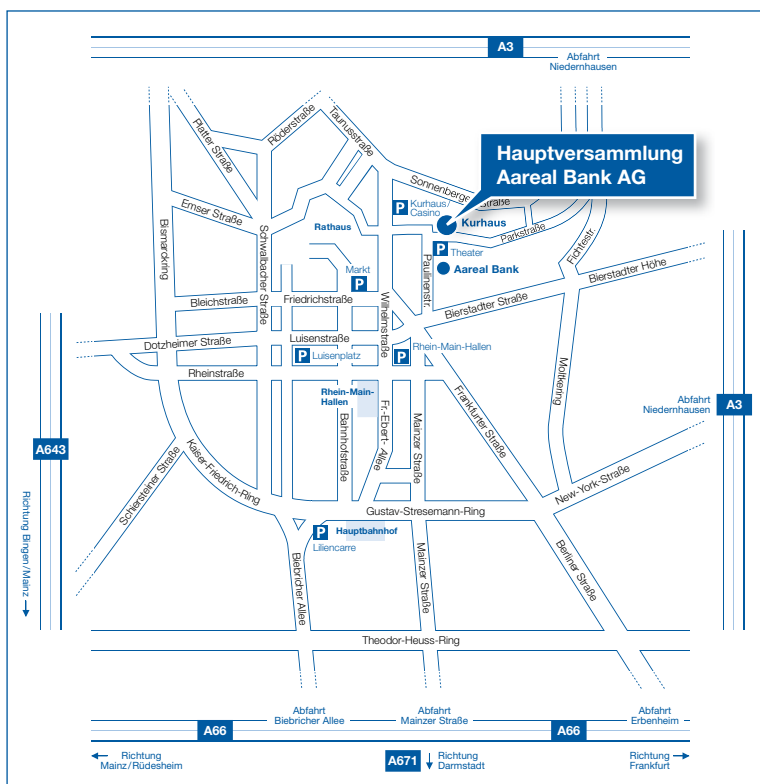 A3
Abfahrt
Niedernhausen
Platter Straße
Röderstraße
Taunusstraße
Hauptversammlung
Aareal Bank AG
Sonnenberger Straße
Emser Straße
Kurhaus/
Casino
P
Kurhaus
Parkstraße
Rathaus
Bismarckring
Schwalbacher Straße
P
Theater
Fichtestr.
Markt
P
Aareal Bank
Paulinenstr.
Bierstadter Höhe
Bierstadter Straße
Bleichstraße
Friedrichstraße
Wilhelmstraße
Dotzheimer Straße
Luisenstraße
P
Luisenplatz
P
Rhein-Main-Hallen
Rheinstraße
Moltkering
Rhein-Main-
Hallen
Frankfurter Straße
Abfahrt
Niedernhausen
A3
Bahnhofstraße
Fr.-Ebert-Allee
Mainzer Straße
A643
Schiersteiner Straße
Kaiser-Friedrich-Ring
New-York-Straße
Gustav-Stresemann-Ring
P
Liliencarre
Hauptbahnhof
Richtung Bingen/Mainz
Biebricher Allee
Mainzer Straße
Berliner Straße
Theodor-Heuss-Ring
Abfahrt
Biebricher Allee
Abfahrt
Mainzer Straße
Abfahrt
Erbenheim
A66
A66
Richtung
Mainz/Rüdesheim
A671
Richtung
Darmstadt
Richtung
Frankfurt